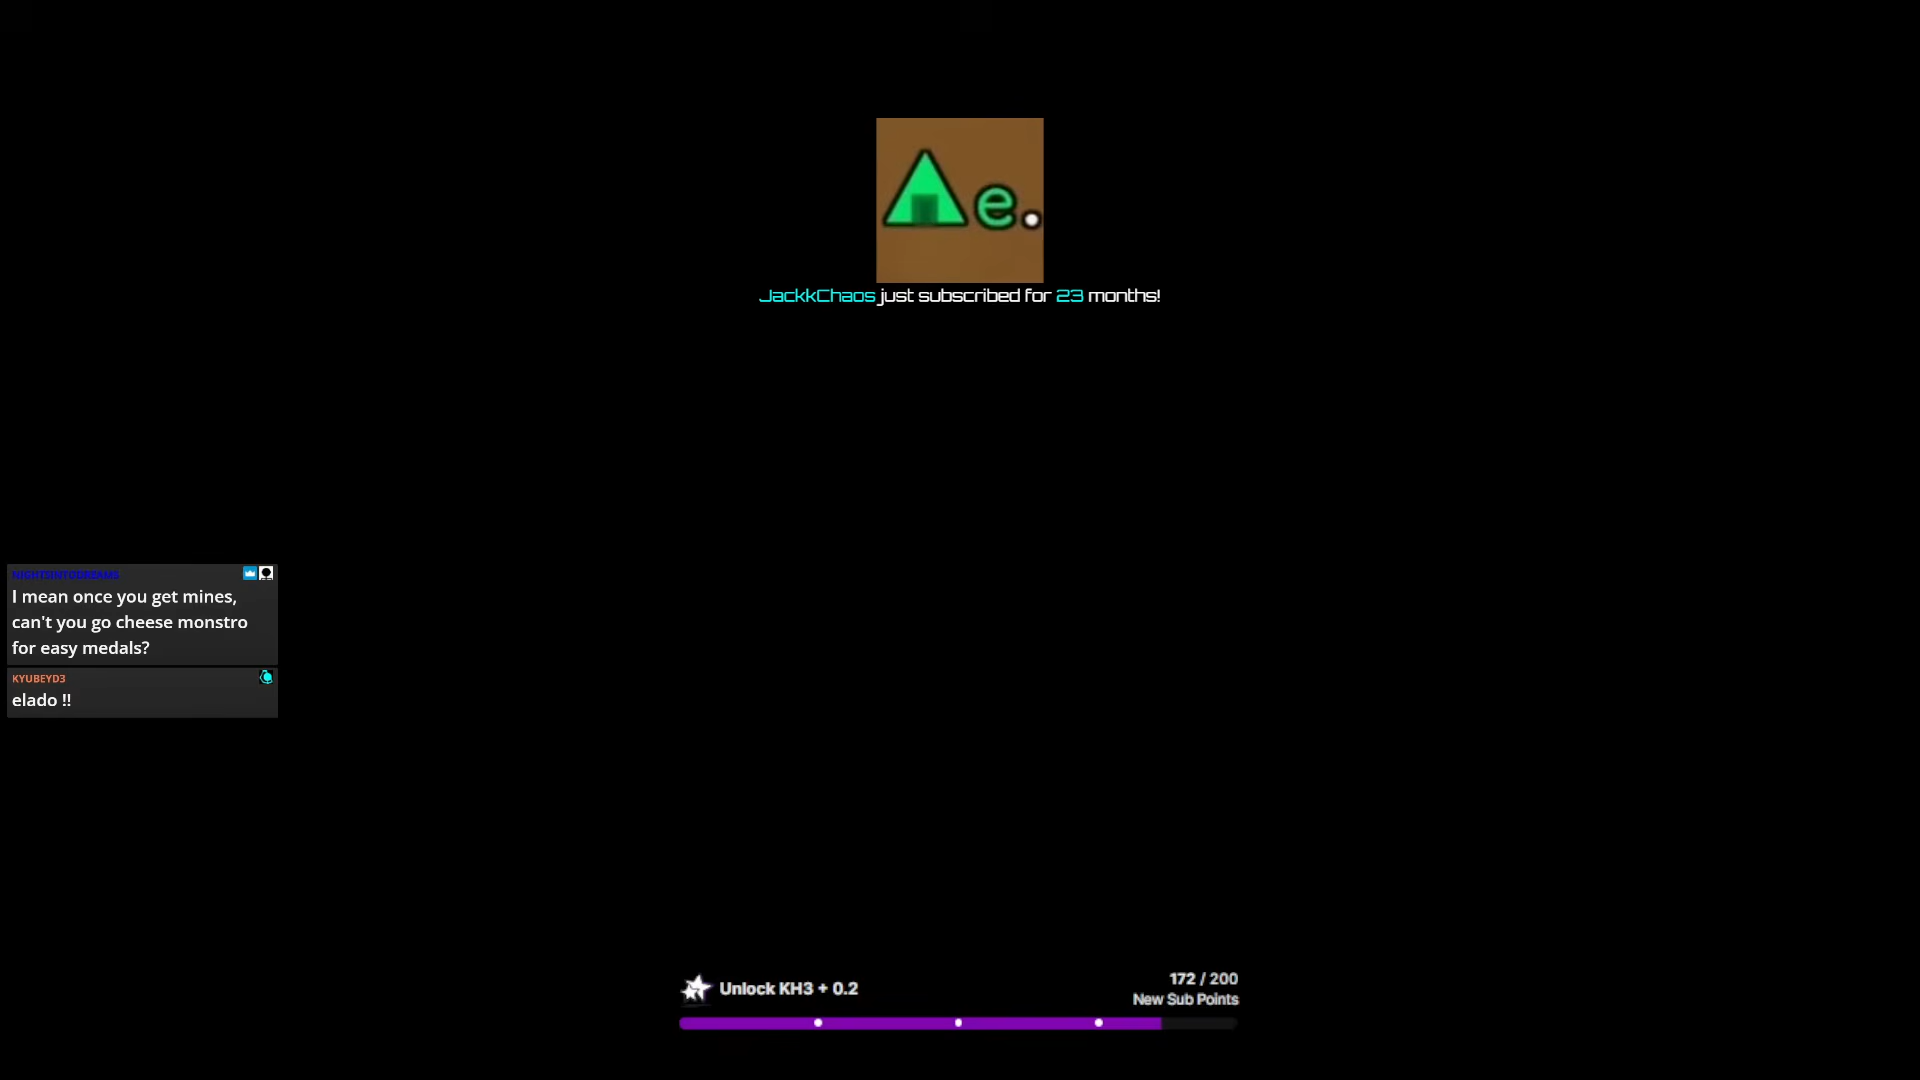 e.
JackkChaos just subscribed for 23 months!
NIGHTSINYODREAMS
I mean once you get mines,
can't you go cheese monstro
for easy medals?
KYUBEYD3
elado !!
Unlock KH3 + 0.2
172 / 200
New Sub Points